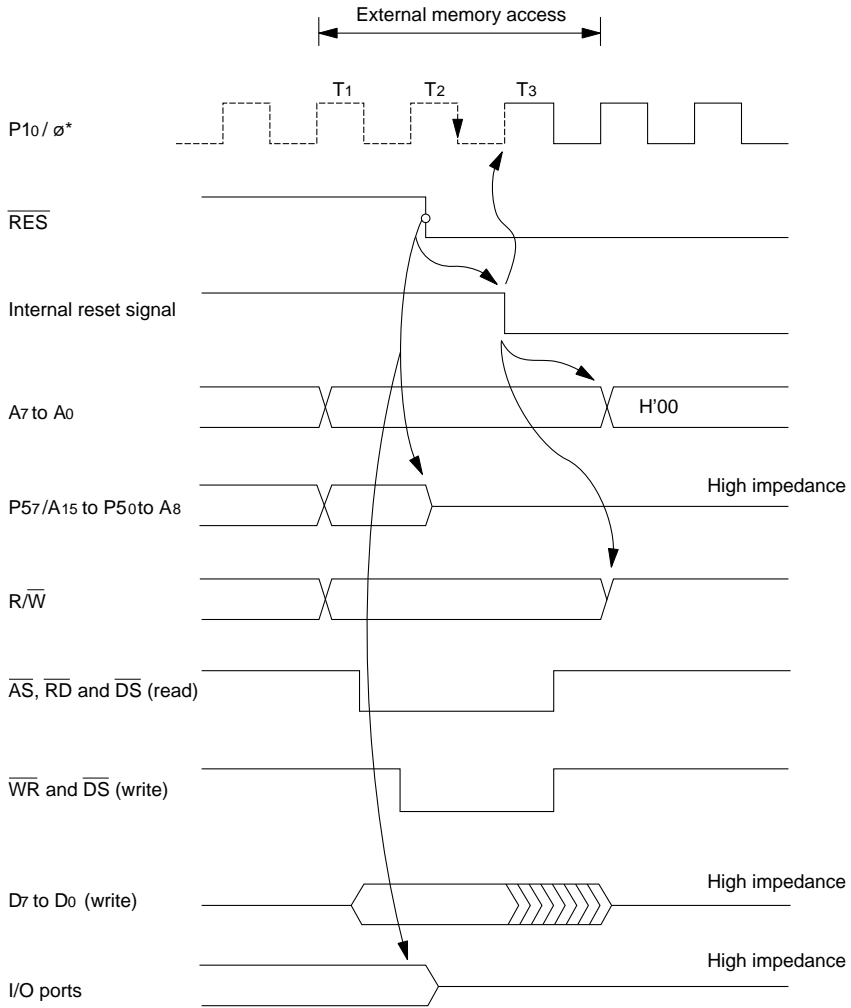 External memory access
T1 T2 T3
P10 / ø*
RES
Internal reset signal
A7 to A0
H'00
P57/A15 to P50to A8
High impedance
R/W
AS, RD and DS (read)
WR and DS (write)
High impedance
D7 to D0 (write)
High impedance
I/O ports